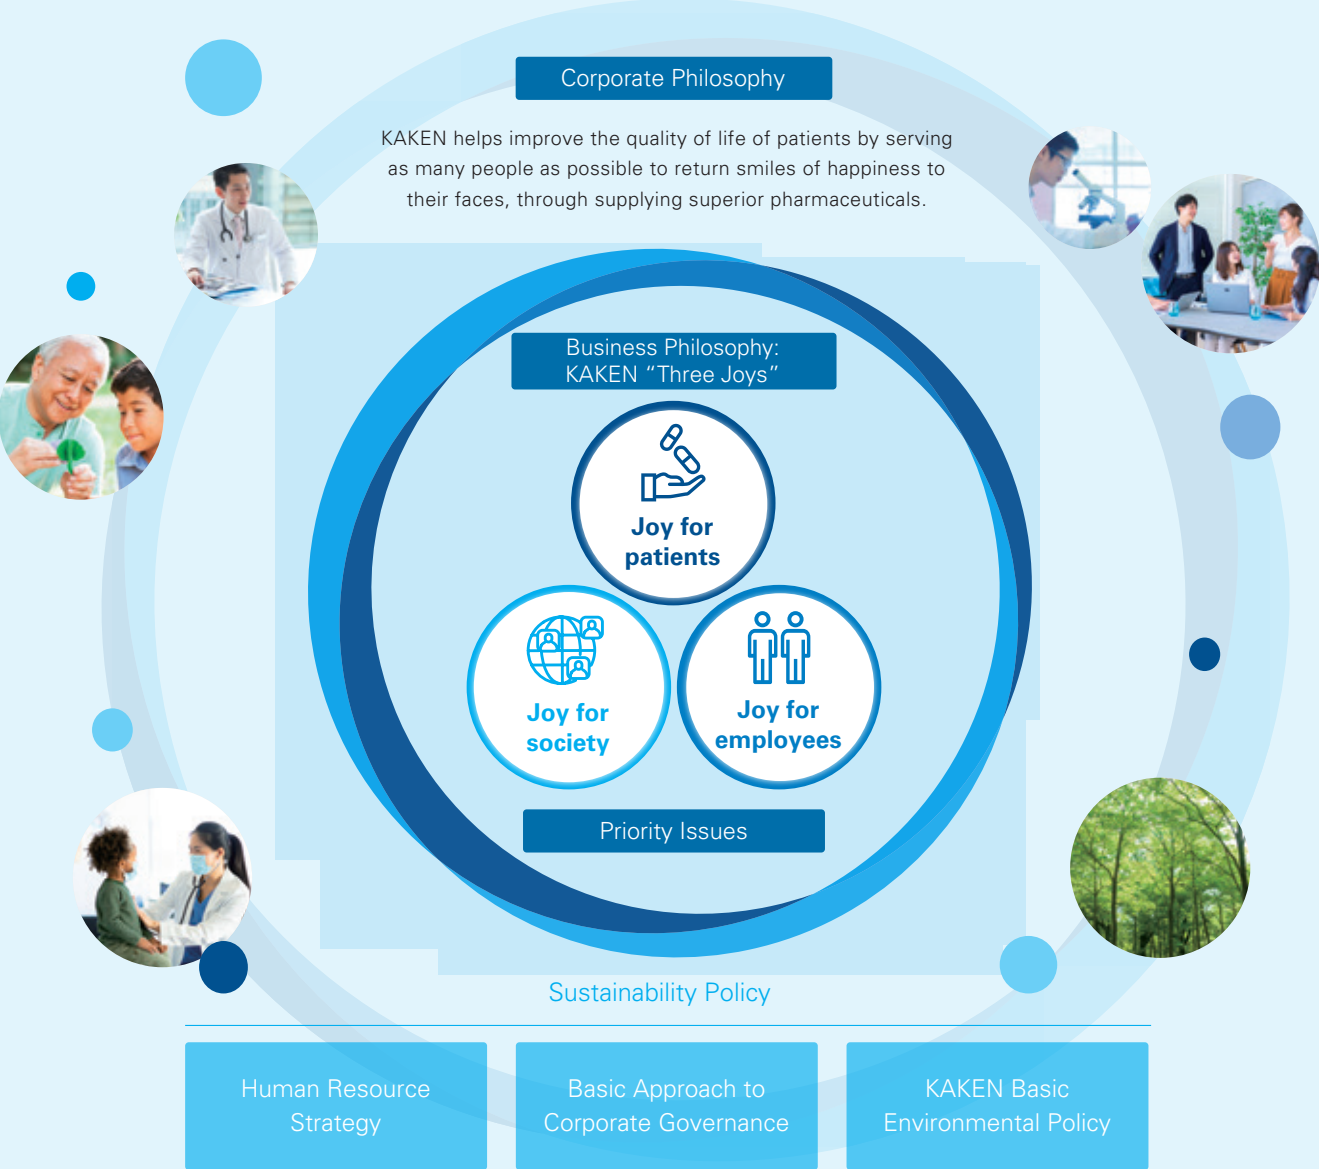 Corporate Philosophy
KAKEN helps improve the quality of life of patients by serving
as many people as possible to return smiles of happiness to
their faces, through supplying superior pharmaceuticals.
Business Philosophy:
KAKEN “Three Joys”
Joy for
patients
Joy for
society
Joy for
employees
Priority Issues
Sustainability Policy
Human Resource
Strategy
Basic Approach to
Corporate Governance
KAKEN Basic
Environmental Policy